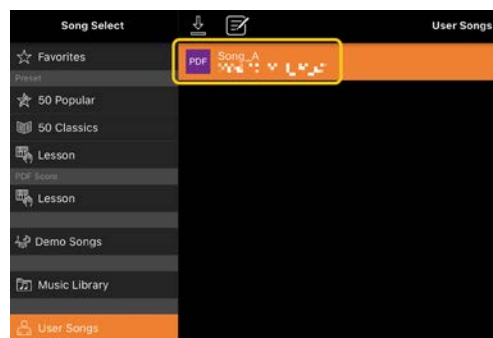 Song Select
User Songs
Favorites
Preset
50 Popular
50 Classics
Lesson
PDF Score
Lesson
Demo Songs
Music Library
User Songs
PDF
Song_A